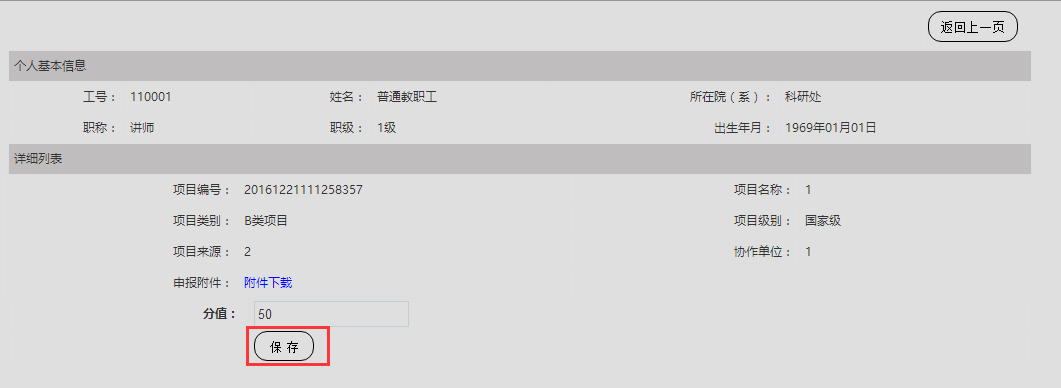 返回上一页
个人基本信息
工号： 110001 姓名： 普通教职工 所在院（系）： 科研处
职称： 讲师 职级： 1级 出生年月： 1969年01月01日
详细列表
项目编号： 20161221111258357 项目名称： 1
项目类别： B类项目 项目级别： 国家级
项目来源： 2 协作单位： 1
申报附件： 附件下载
分值： 50
保 存